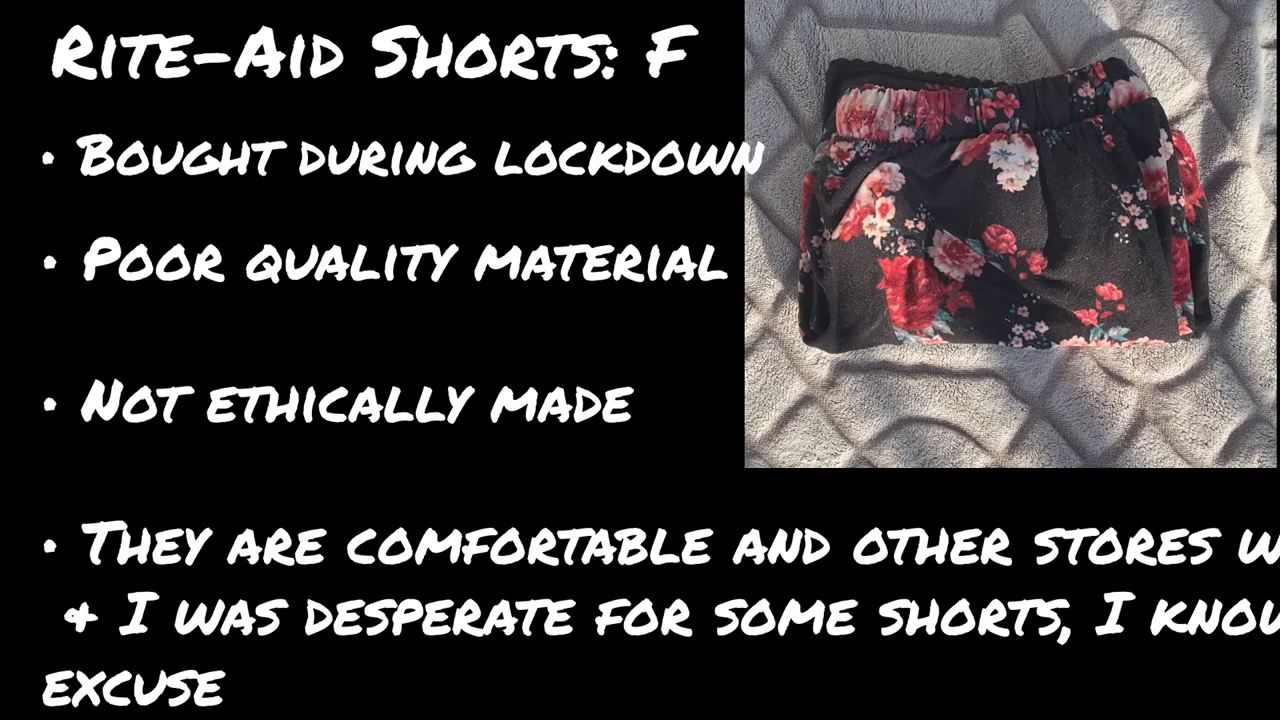 Rite-Aid Shorts: F
• Bought during lockdown
• Poor quality material
• Not ethically made
• They are comfortable and other stores
& I was desperate for some shorts, I
excuse